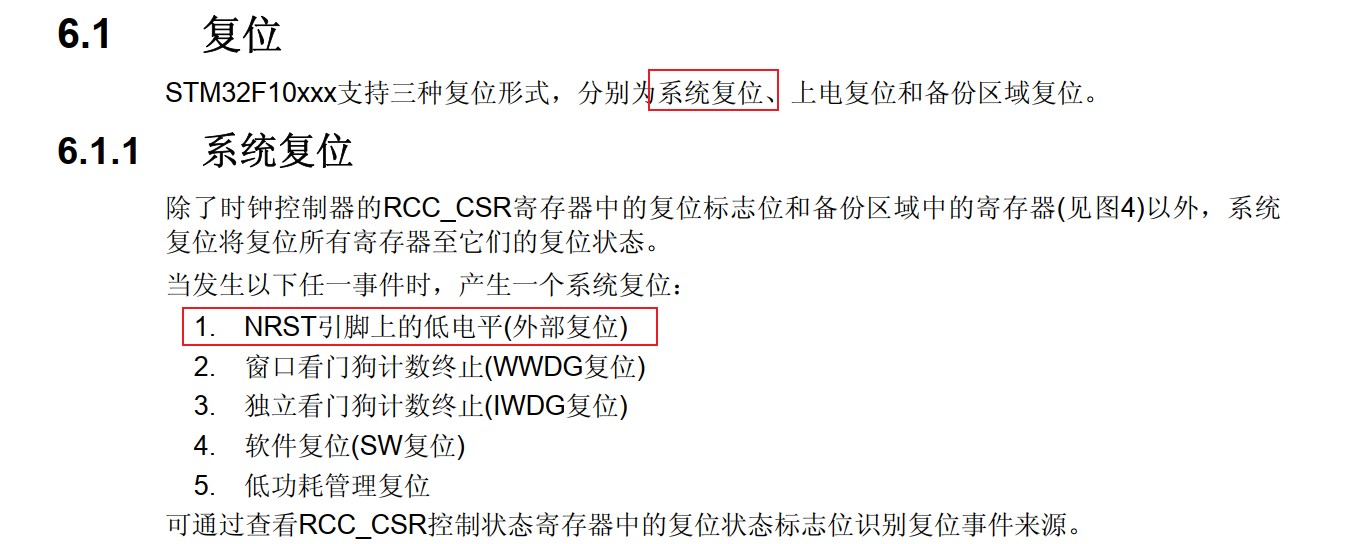 6.1 复位
STM32F10xxx支持三种复位形式，分别为系统复位、上电复位和备份区域复位。
6.1.1 系统复位
除了时钟控制器的RCC_CSR寄存器中的复位标志位和备份区域中的寄存器(见图4)以外，系统
复位将复位所有寄存器至它们的复位状态。
当发生以下任一事件时，产生一个系统复位：
1. NRST引脚上的低电平(外部复位)
2. 窗口看门狗计数终止(WWDG复位)
3. 独立看门狗计数终止(IWDG复位)
4. 软件复位(SW复位)
5. 低功耗管理复位
可通过查看RCC_CSR控制状态寄存器中的复位状态标志位识别复位事件来源。